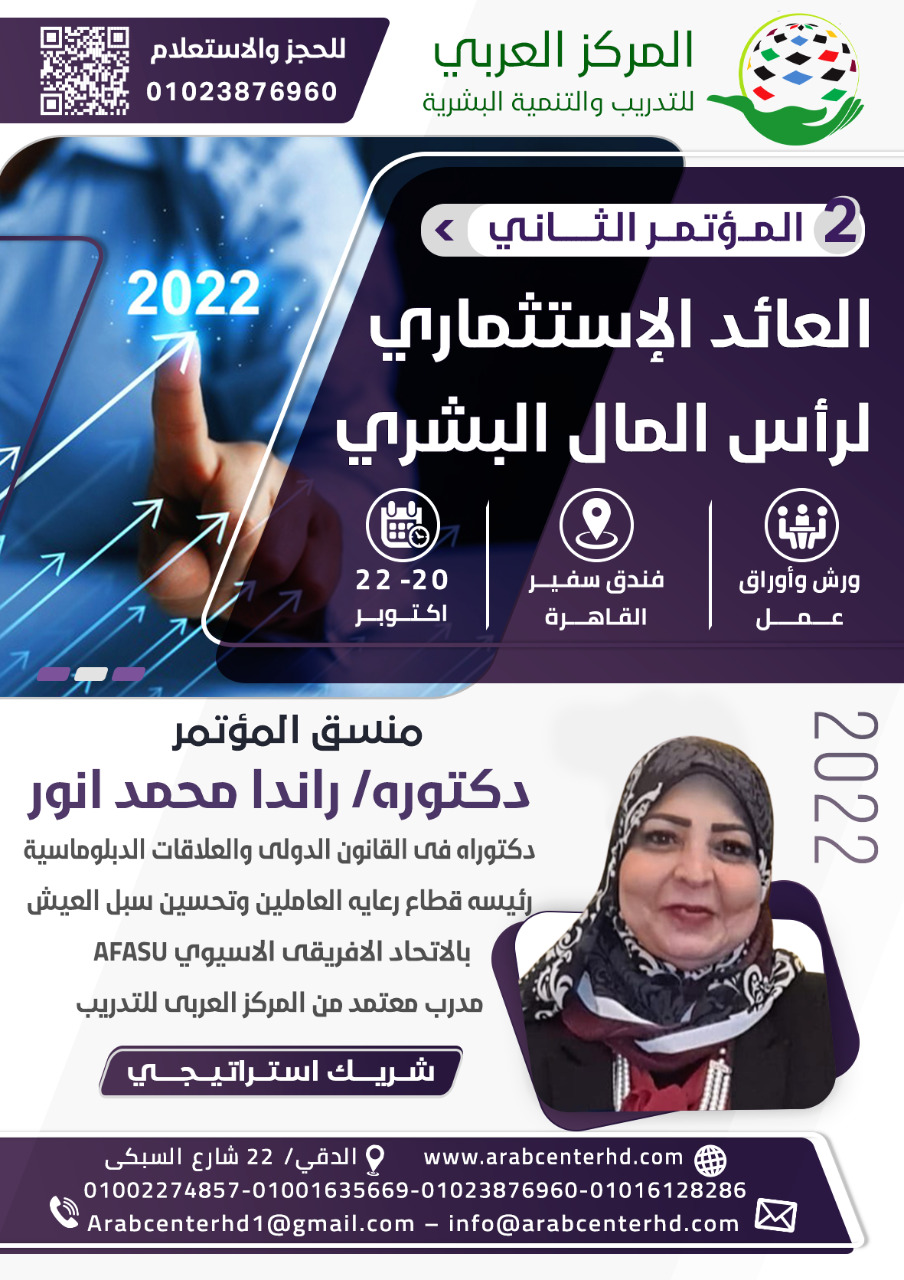 المركز العربي
للتدريب والتنمية البشرية
للحجز والاستعلام
01023876960
2 المؤتمر الثاني
2022
العائد الإستثماري
لرأس المال البشري
ورش وأوراق
عمل
فندق سفير
القاهرة
20- 22
اكتوبر
2022
منسق المؤتمر
دكتوره/ راندا محمد انور
دكتوراه فى القانون الدولى والعلاقات الدبلوماسية
رئيسه قطاع رعايه العاملين وتحسين سبل العيش
بالاتحاد الافريقى الاسيوي AFASU
مدرب معتمد من المركز العربى للتدريب
شريك استراتيجي
www.arabcenterhd.com
الدقي/ 22 شارع السبكى
01002274857-01001635669-01023876960-01016128286
Arabcenterhd1@gmail.com – info@arabcenterhd.com